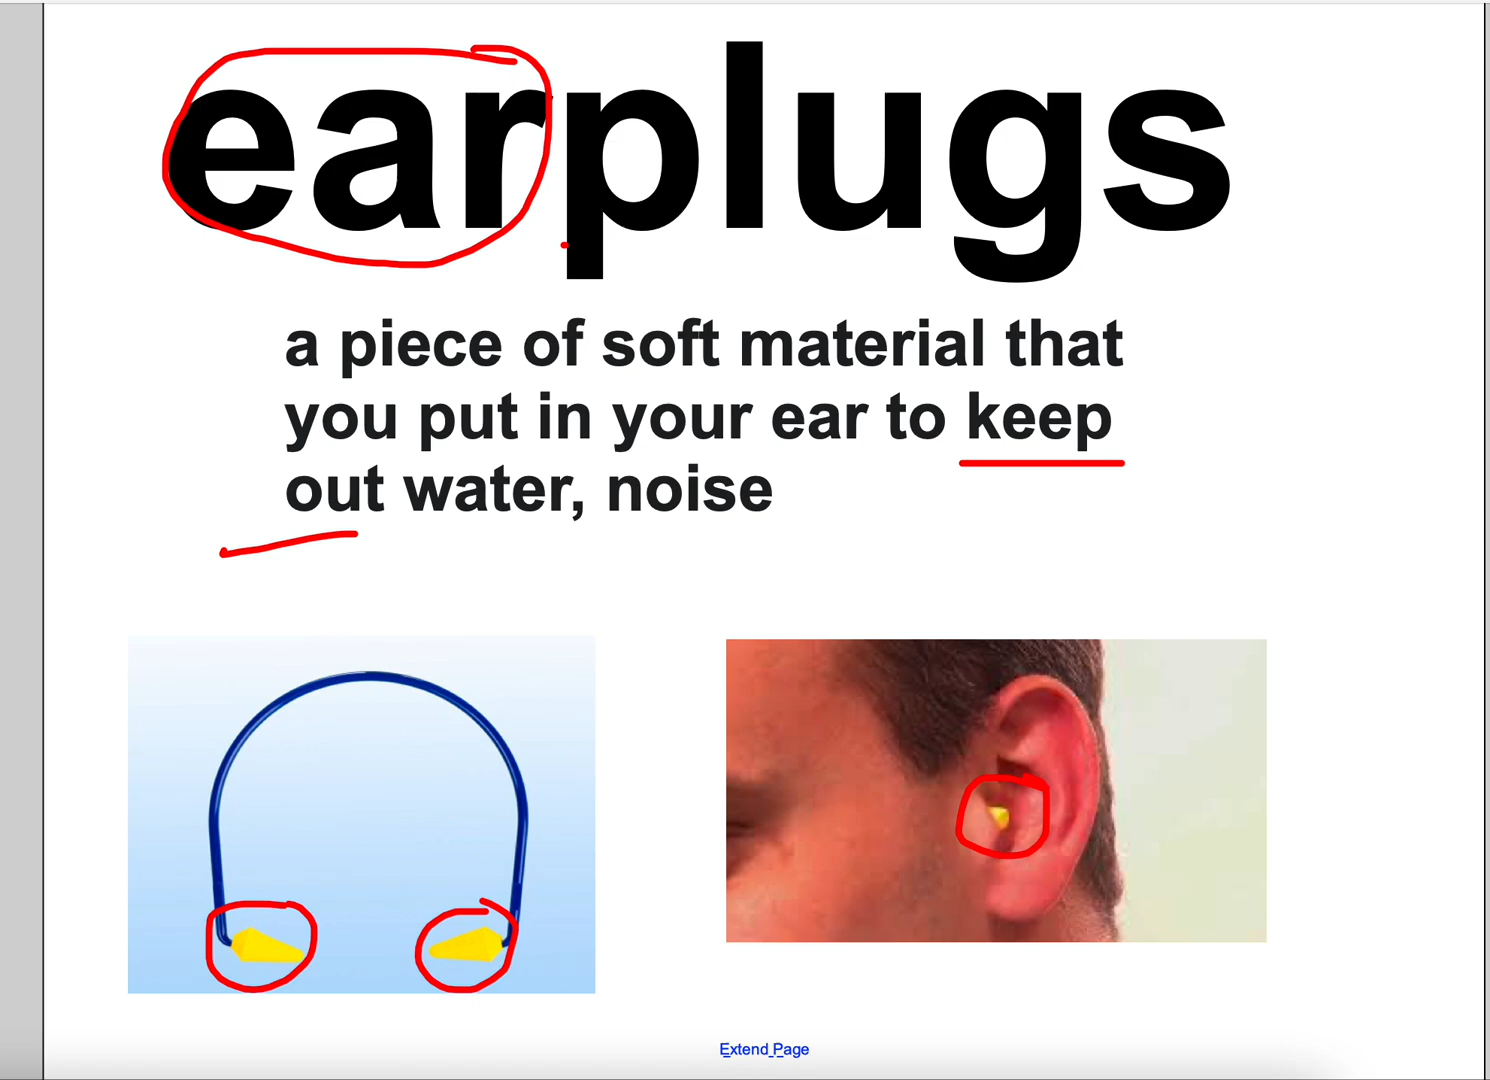 earplugs
a piece of soft material that
you put in your ear to keep
out water, noise
Extend Page